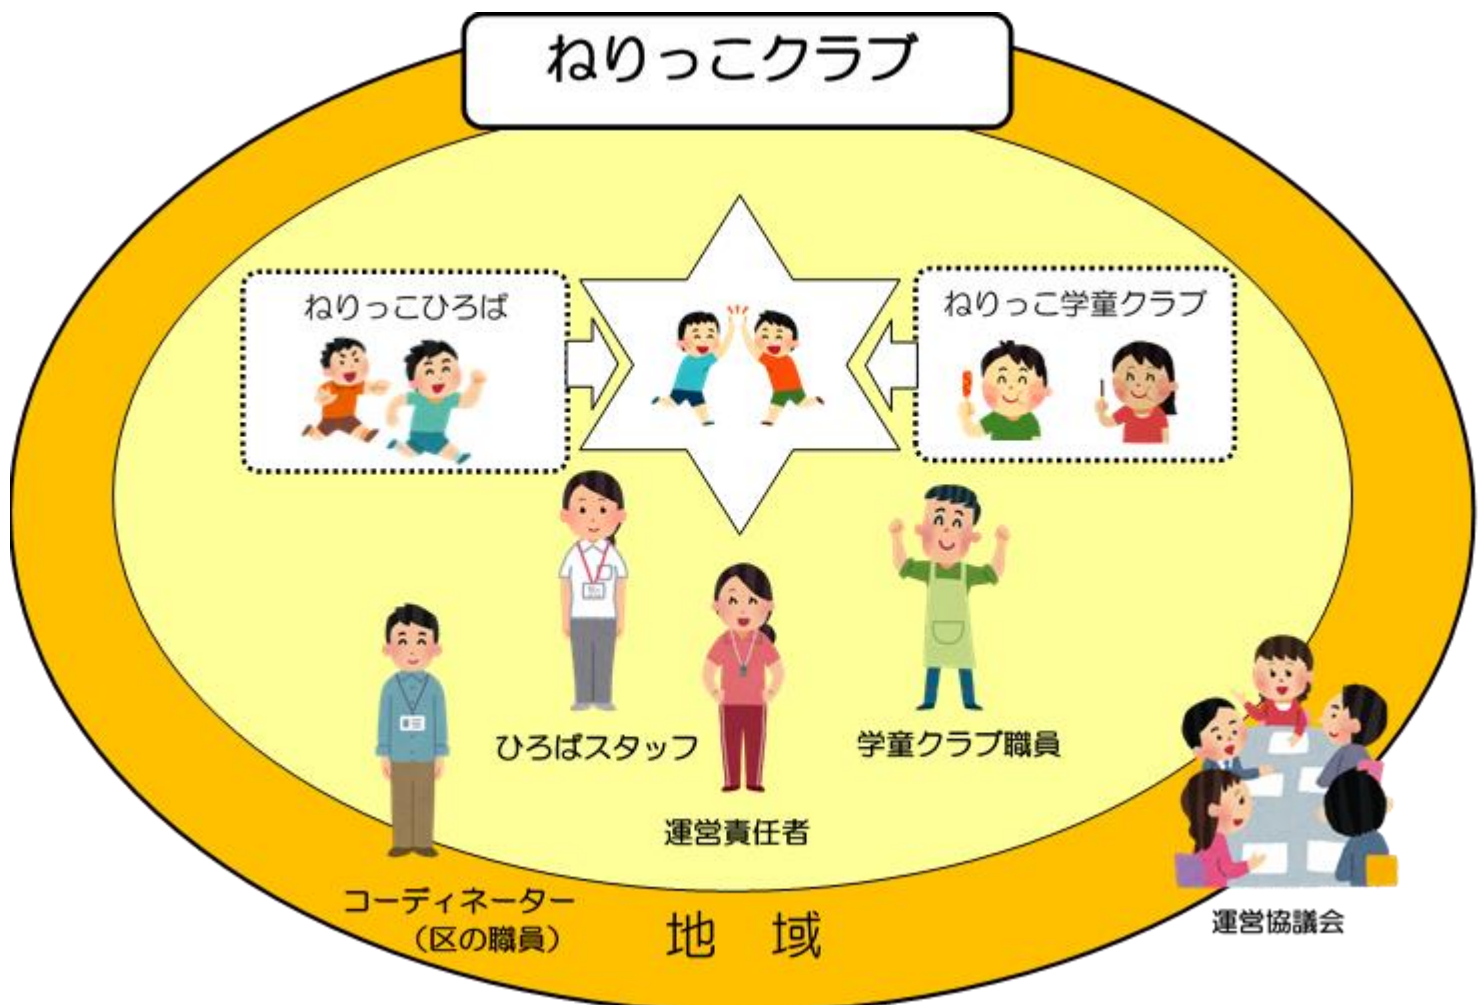 ねりっこクラブ
ねりっこひろば
ねりっこ学童クラブ
ひろばスタッフ
学童クラブ職員
運営責任者
コーディネーター
（区の職員）
地　域
運営協議会